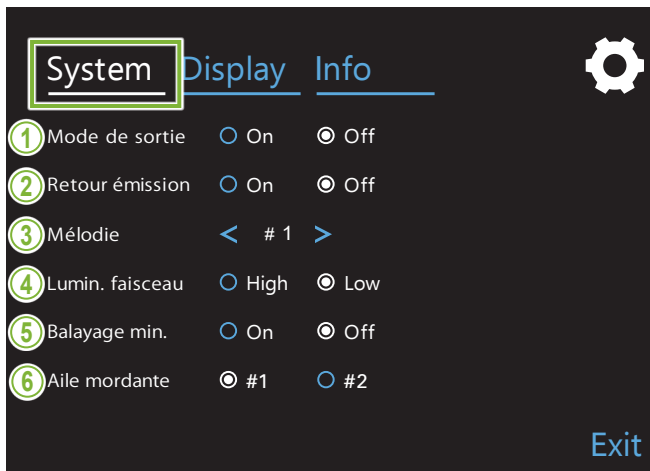 System Display Info
1 Mode de sortie On Off
2 Retour émission On Off
3 Mélodie < # 1 >
4 Lumin. faisceau High Low
5 Balayage min. On Off
6 Aile mordante #1 #2
Exit